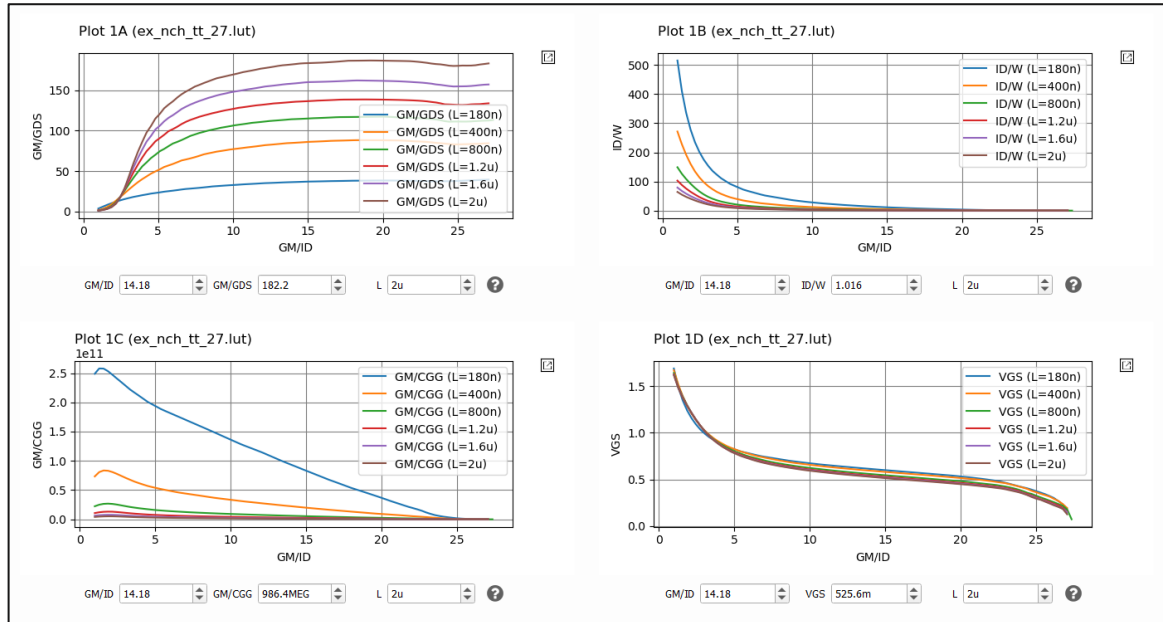 Plot 1A (ex_nch_tt_27.lut)
GM/GDS
150
100
50
0
GM/GDS (L=180n)
GM/GDS (L=400n)
GM/GDS (L=800n)
GM/GDS (L=1.2u)
GM/GDS (L=1.6u)
GM/GDS (L=2u)
0 5 10 15 20 25
GM/ID
GM/ID 14.18 GM/GDS 182.2 L 2u ?
Plot 1B (ex_nch_tt_27.lut)
ID/W
500
400
300
200
100
0
ID/W (L=180n)
ID/W (L=400n)
ID/W (L=800n)
ID/W (L=1.2u)
ID/W (L=1.6u)
ID/W (L=2u)
0 5 10 15 20 25
GM/ID
GM/ID 14.18 ID/W 1.016 L 2u ?
Plot 1C (ex_nch_tt_27.lut)
1e11
GM/CGG
2.5
2.0
1.5
1.0
0.5
0.0
GM/CGG (L=180n)
GM/CGG (L=400n)
GM/CGG (L=800n)
GM/CGG (L=1.2u)
GM/CGG (L=1.6u)
GM/CGG (L=2u)
0 5 10 15 20 25
GM/ID
GM/ID 14.18 GM/CGG 986.4MEG L 2u ?
Plot 1D (ex_nch_tt_27.lut)
VGS
1.5
1.0
0.5
0.0
VGS (L=180n)
VGS (L=400n)
VGS (L=800n)
VGS (L=1.2u)
VGS (L=1.6u)
VGS (L=2u)
0 5 10 15 20 25
GM/ID
GM/ID 14.18 VGS 525.6m L 2u ?